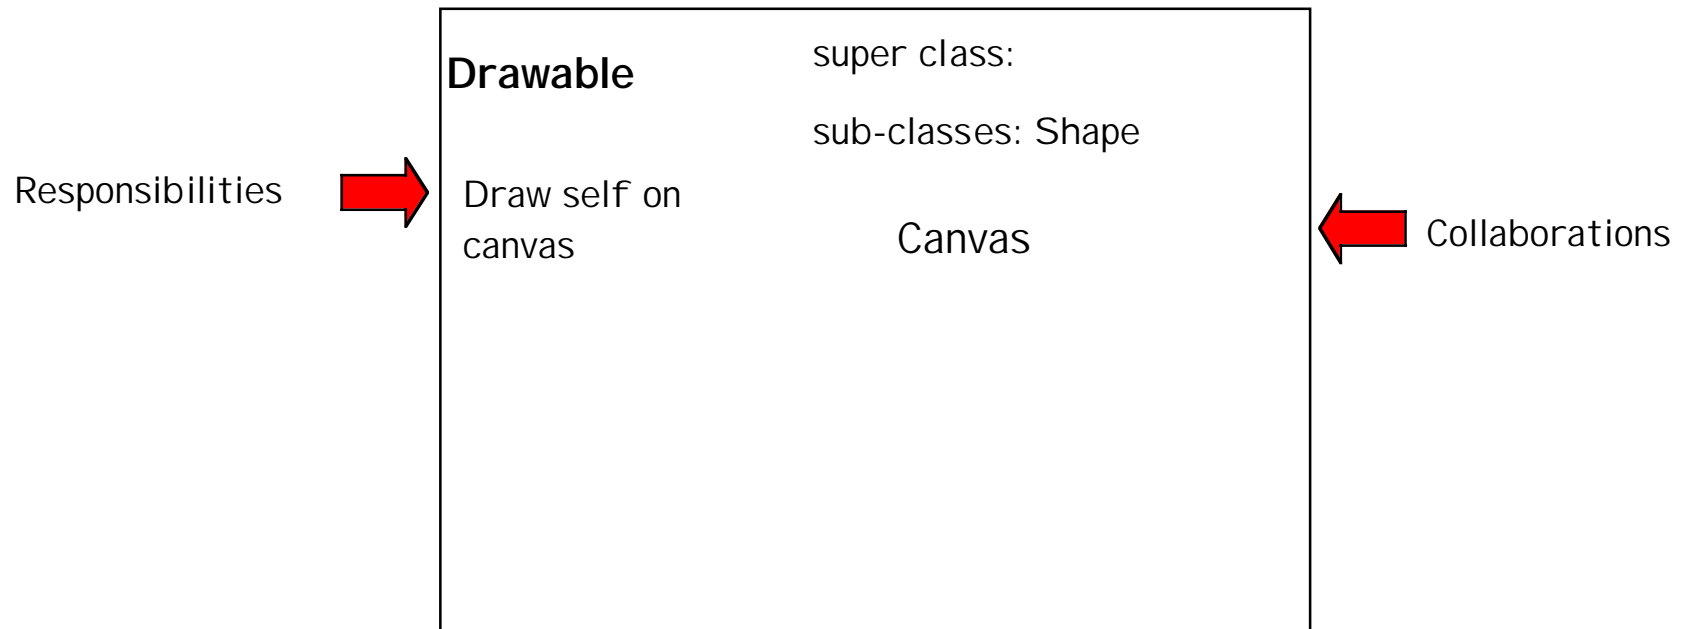 Drawable
super class:
sub-classes: Shape
Responsibilities
Draw self on
canvas
Canvas
Collaborations